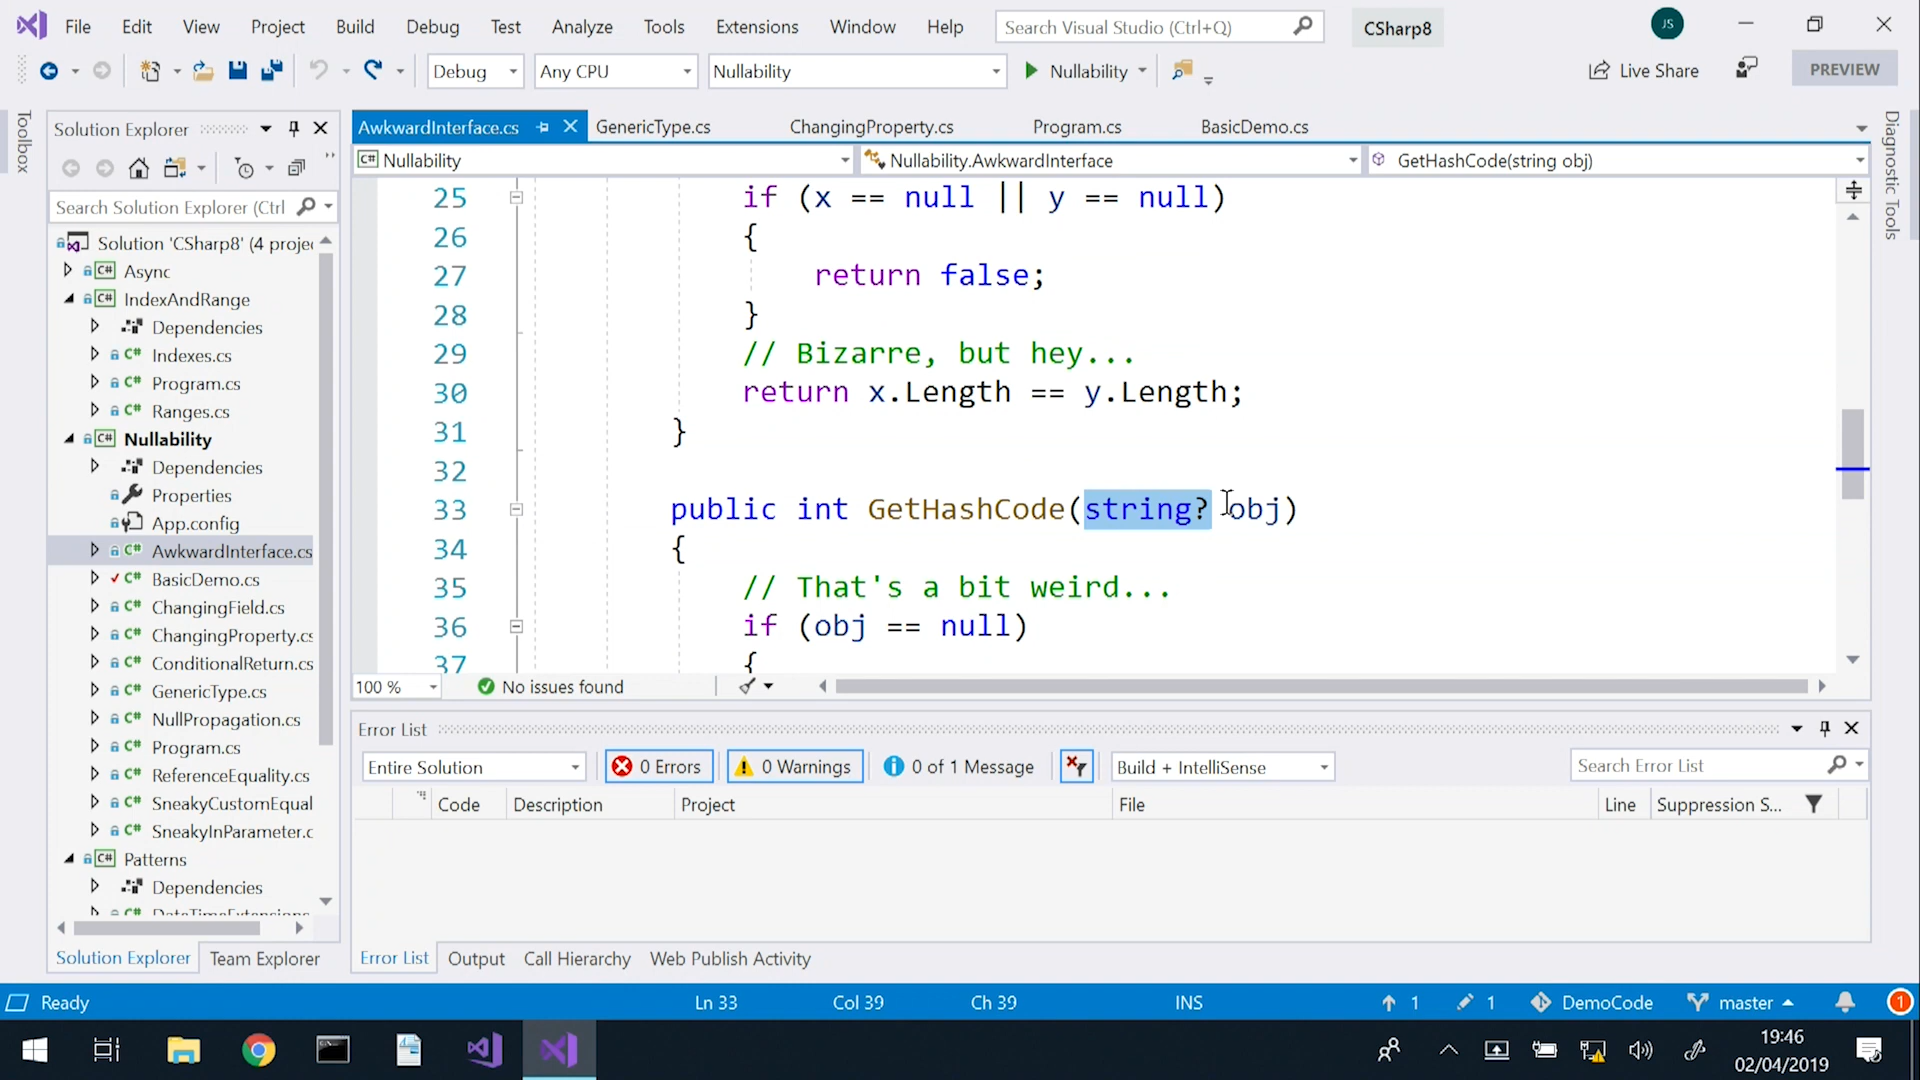 File Edit View Project Build Debug Test Analyze Tools Extensions Window Help Search Visual Studio (Ctrl+Q) CSharp8 JS
Debug Any CPU Nullability Nullability Live Share PREVIEW
Toolbox
Solution Explorer
Search Solution Explorer (Ctrl
Solution 'CSharp8' (4 proje
C# Async
C# IndexAndRange
Dependencies
C# Indexes.cs
C# Program.cs
C# Ranges.cs
C# Nullability
Dependencies
Properties
App.config
C# AwkwardInterface.cs
C# BasicDemo.cs
C# ChangingField.cs
C# ChangingProperty.cs
C# ConditionalReturn.cs
C# GenericType.cs
C# NullPropagation.cs
C# Program.cs
C# ReferenceEquality.cs
C# SneakyCustomEqual
C# SneakyInParameter.c
C# Patterns
Dependencies
C# DateTimeExtensions
Solution Explorer Team Explorer
AwkwardInterface.cs GenericType.cs ChangingProperty.cs Program.cs BasicDemo.cs
C# Nullability Nullability.AwkwardInterface GetHashCode(string obj)
25 if (x == null || y == null)
26 {
27 return false;
28 }
29 // Bizarre, but hey...
30 return x.Length == y.Length;
31 }
32
33 public int GetHashCode(string? obj)
34 {
35 // That's a bit weird...
36 if (obj == null)
37 {
100 % No issues found
Diagnostic Tools
Error List
Entire Solution 0 Errors 0 Warnings 0 of 1 Message Build + IntelliSense Search Error List
Code Description Project File Line Suppression S...
Error List Output Call Hierarchy Web Publish Activity
Ready Ln 33 Col 39 Ch 39 INS 1 1 DemoCode master 1
19:46
02/04/2019